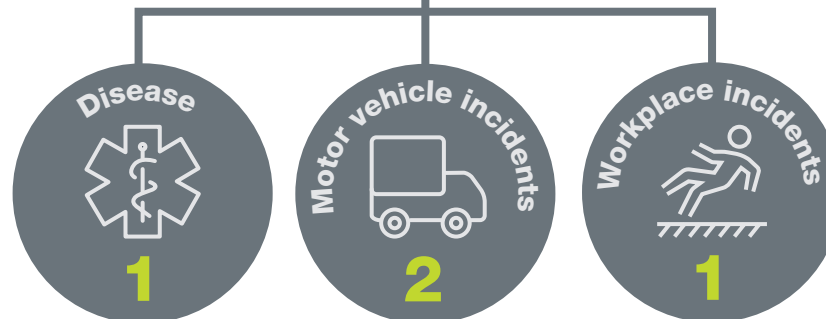 Disease
1
Motor vehicle incidents
2
Workplace incidents
1